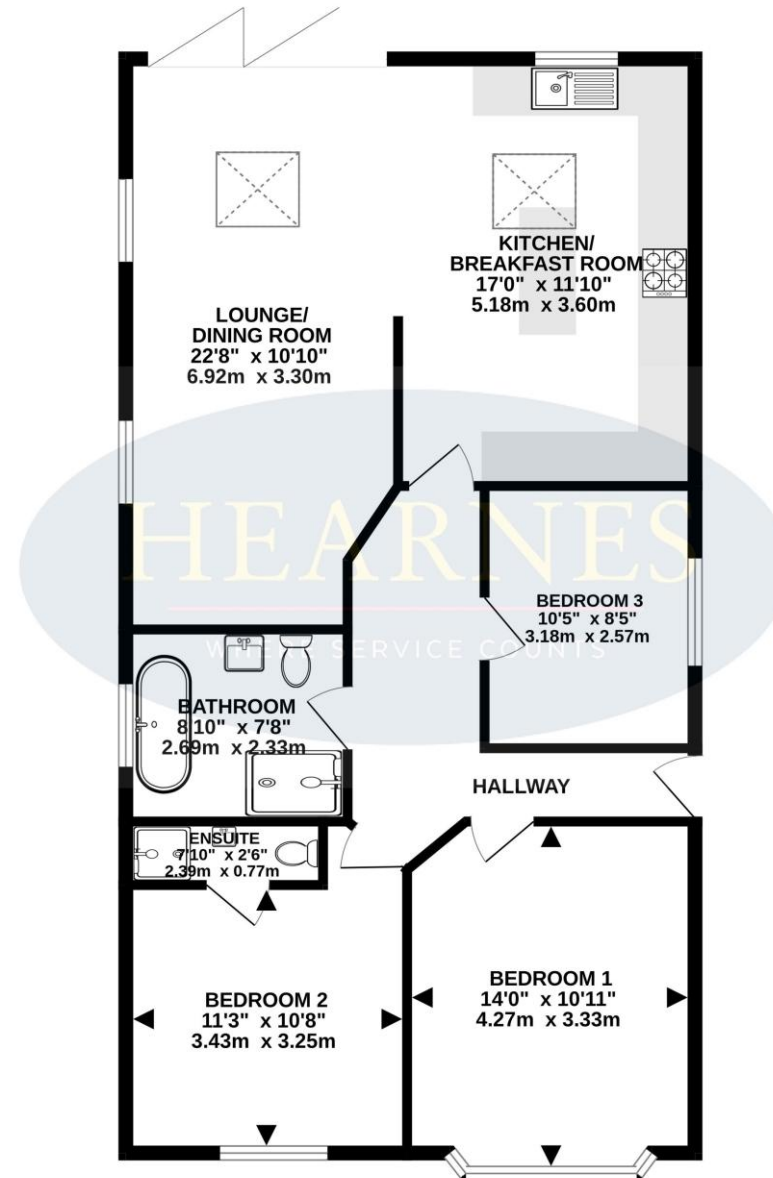 KITCHEN/
BREAKFAST ROOM
17'0" x 11'10"
5.18m x 3.60m
LOUNGE/
DINING ROOM
22'8" x 10'10"
6.92m x 3.30m
HEARNES
WHERE SERVICE COUNTS
BEDROOM 3
10'5" x 8'5"
3.18m x 2.57m
BATHROOM
8'10" x 7'8"
2.69m x 2.33m
HALLWAY
ENSUITE
7'10" x 2'6"
2.39m x 0.77m
BEDROOM 2
11'3" x 10'8"
3.43m x 3.25m
BEDROOM 1
14'0" x 10'11"
4.27m x 3.33m